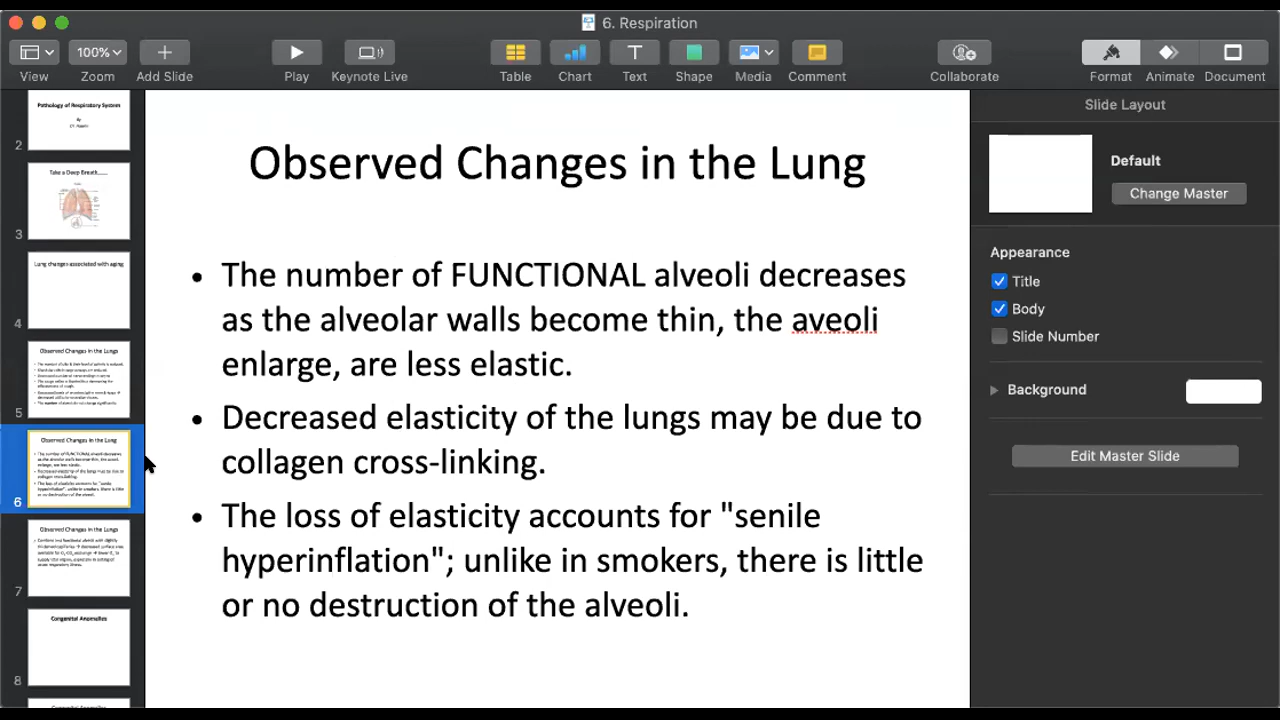 6. Respiration
100%
View
Zoom
Add Slide
Play
Keynote Live
Table
Chart
Text
Shape
Media
Comment
Collaborate
Format
Animate
Document
Pathology of Respiratory System
By
2
Take a Deep Breath
3
Lung changes associated with aging
4
Observed Changes in the Lungs
5
Observed Changes in the Lung
6
Observed Changes in the Lungs
7
Congenital Anomalies
8
Observed Changes in the Lung
• The number of FUNCTIONAL alveoli decreases
as the alveolar walls become thin, the aveoli
enlarge, are less elastic.
• Decreased elasticity of the lungs may be due to
collagen cross-linking.
• The loss of elasticity accounts for "senile
hyperinflation"; unlike in smokers, there is little
or no destruction of the alveoli.
Slide Layout
Default
Change Master
Appearance
Title
Body
Slide Number
Background
Edit Master Slide